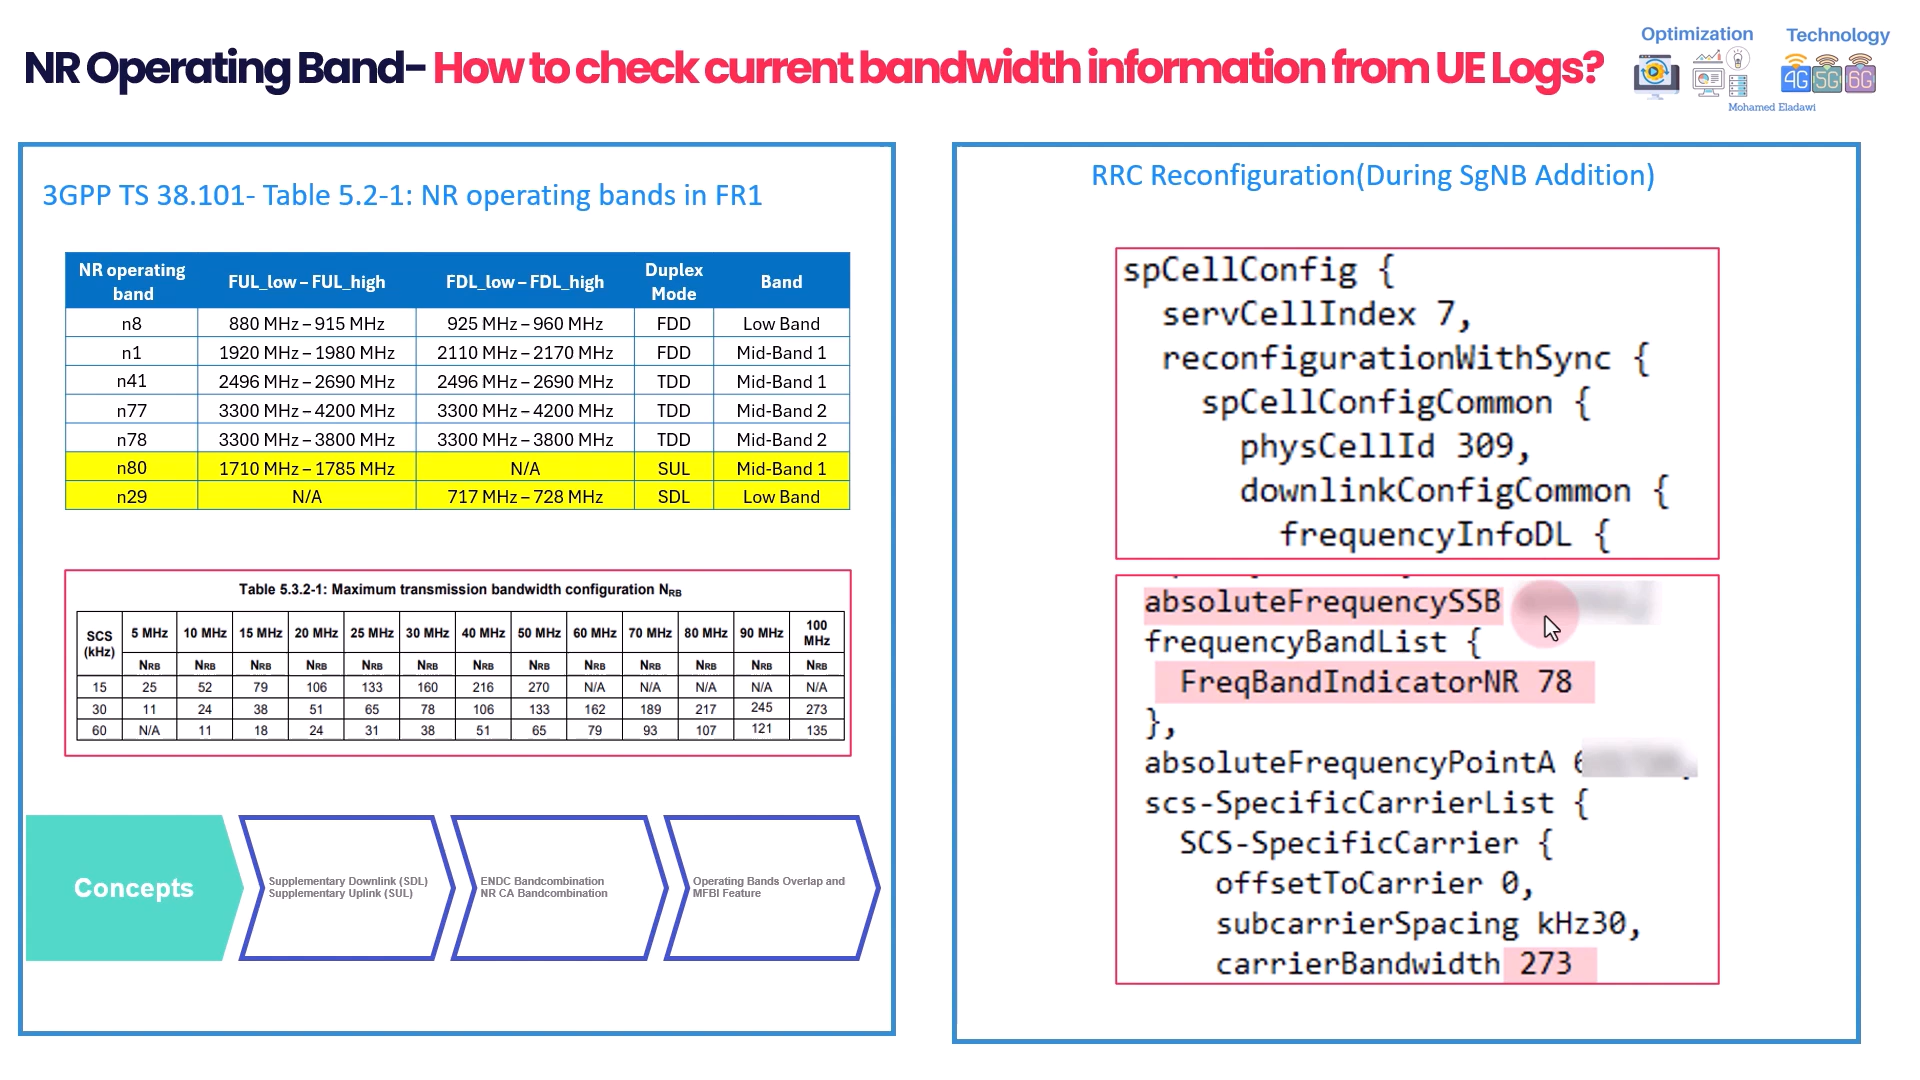 NR Operating Band- How to check current bandwidth information from UE Logs?
Optimization
Technology
4G 5G 6G
Mohamed Eladawi
3GPP TS 38.101- Table 5.2-1: NR operating bands in FR1
NR operating band | FUL_low – FUL_high | FDL_low – FDL_high | Duplex Mode | Band
n8 | 880 MHz – 915 MHz | 925 MHz – 960 MHz | FDD | Low Band
n1 | 1920 MHz – 1980 MHz | 2110 MHz – 2170 MHz | FDD | Mid-Band 1
n41 | 2496 MHz – 2690 MHz | 2496 MHz – 2690 MHz | TDD | Mid-Band 1
n77 | 3300 MHz – 4200 MHz | 3300 MHz – 4200 MHz | TDD | Mid-Band 2
n78 | 3300 MHz – 3800 MHz | 3300 MHz – 3800 MHz | TDD | Mid-Band 2
n80 | 1710 MHz – 1785 MHz | N/A | SUL | Mid-Band 1
n29 | N/A | 717 MHz – 728 MHz | SDL | Low Band
Table 5.3.2-1: Maximum transmission bandwidth configuration NRB
SCS (kHz) | 5 MHz | 10 MHz | 15 MHz | 20 MHz | 25 MHz | 30 MHz | 40 MHz | 50 MHz | 60 MHz | 70 MHz | 80 MHz | 90 MHz | 100 MHz
NRB | NRB | NRB | NRB | NRB | NRB | NRB | NRB | NRB | NRB | NRB | NRB | NRB
15 | 25 | 52 | 79 | 106 | 133 | 160 | 216 | 270 | N/A | N/A | N/A | N/A | N/A
30 | 11 | 24 | 38 | 51 | 65 | 78 | 106 | 133 | 162 | 189 | 217 | 245 | 273
60 | N/A | 11 | 18 | 24 | 31 | 38 | 51 | 65 | 79 | 93 | 107 | 121 | 135
Concepts
Supplementary Downlink (SDL)
Supplementary Uplink (SUL)
ENDC Bandcombination
NR CA Bandcombination
Operating Bands Overlap and
MFBI Feature
RRC Reconfiguration(During SgNB Addition)
spCellConfig {
servCellIndex 7,
reconfigurationWithSync {
spCellConfigCommon {
physCellId 309,
downlinkConfigCommon {
frequencyInfoDL {
absoluteFrequencySSB
frequencyBandList {
FreqBandIndicatorNR 78
},
absoluteFrequencyPointA
scs-SpecificCarrierList {
SCS-SpecificCarrier {
offsetToCarrier 0,
subcarrierSpacing kHz30,
carrierBandwidth 273